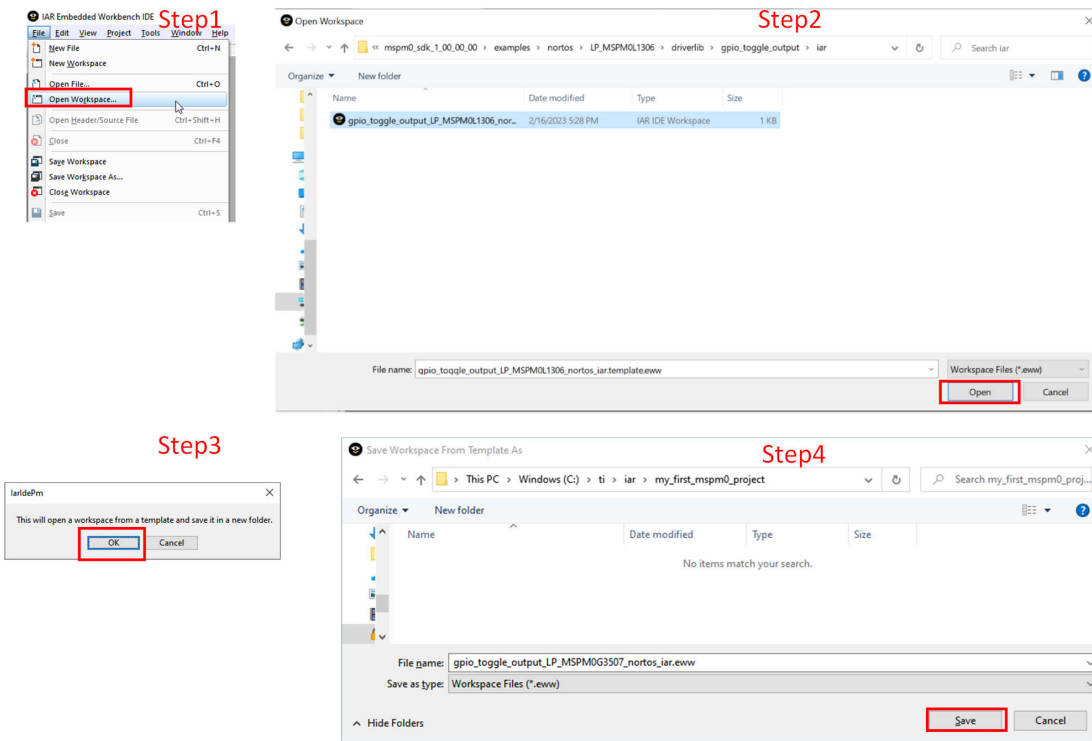 IAR Embedded Workbench IDE
Step1
File Edit View Project Tools Window Help
New File Ctrl+N
New Workspace
Open File... Ctrl+O
Open Workspace...
Open Header/Source File Ctrl+Shift+H
Close Ctrl+F4
Save Workspace
Save Workspace As...
Close Workspace
Save Ctrl+S
Open Workspace
Step2
« mspm0_sdk_1_00_00_00 › examples › nortos › LP_MSPM0L1306 › driverlib › gpio_toggle_output › iar
Search iar
Organize New folder
Name Date modified Type Size
gpio_toggle_output_LP_MSPM0L1306_nor... 2/16/2023 5:28 PM IAR IDE Workspace 1 KB
File name: gpio_toggle_output_LP_MSPM0L1306_nortos_iar.template.eww Workspace Files (*.eww)
Open Cancel
Step3
IarIdePm
This will open a workspace from a template and save it in a new folder.
OK Cancel
Save Workspace From Template As
Step4
› This PC › Windows (C:) › ti › iar › my_first_mspm0_project
Search my_first_mspm0_proj...
Organize New folder
Name Date modified Type Size
No items match your search.
File name: gpio_toggle_output_LP_MSPM0G3507_nortos_iar.eww
Save as type: Workspace Files (*.eww)
Hide Folders Save Cancel